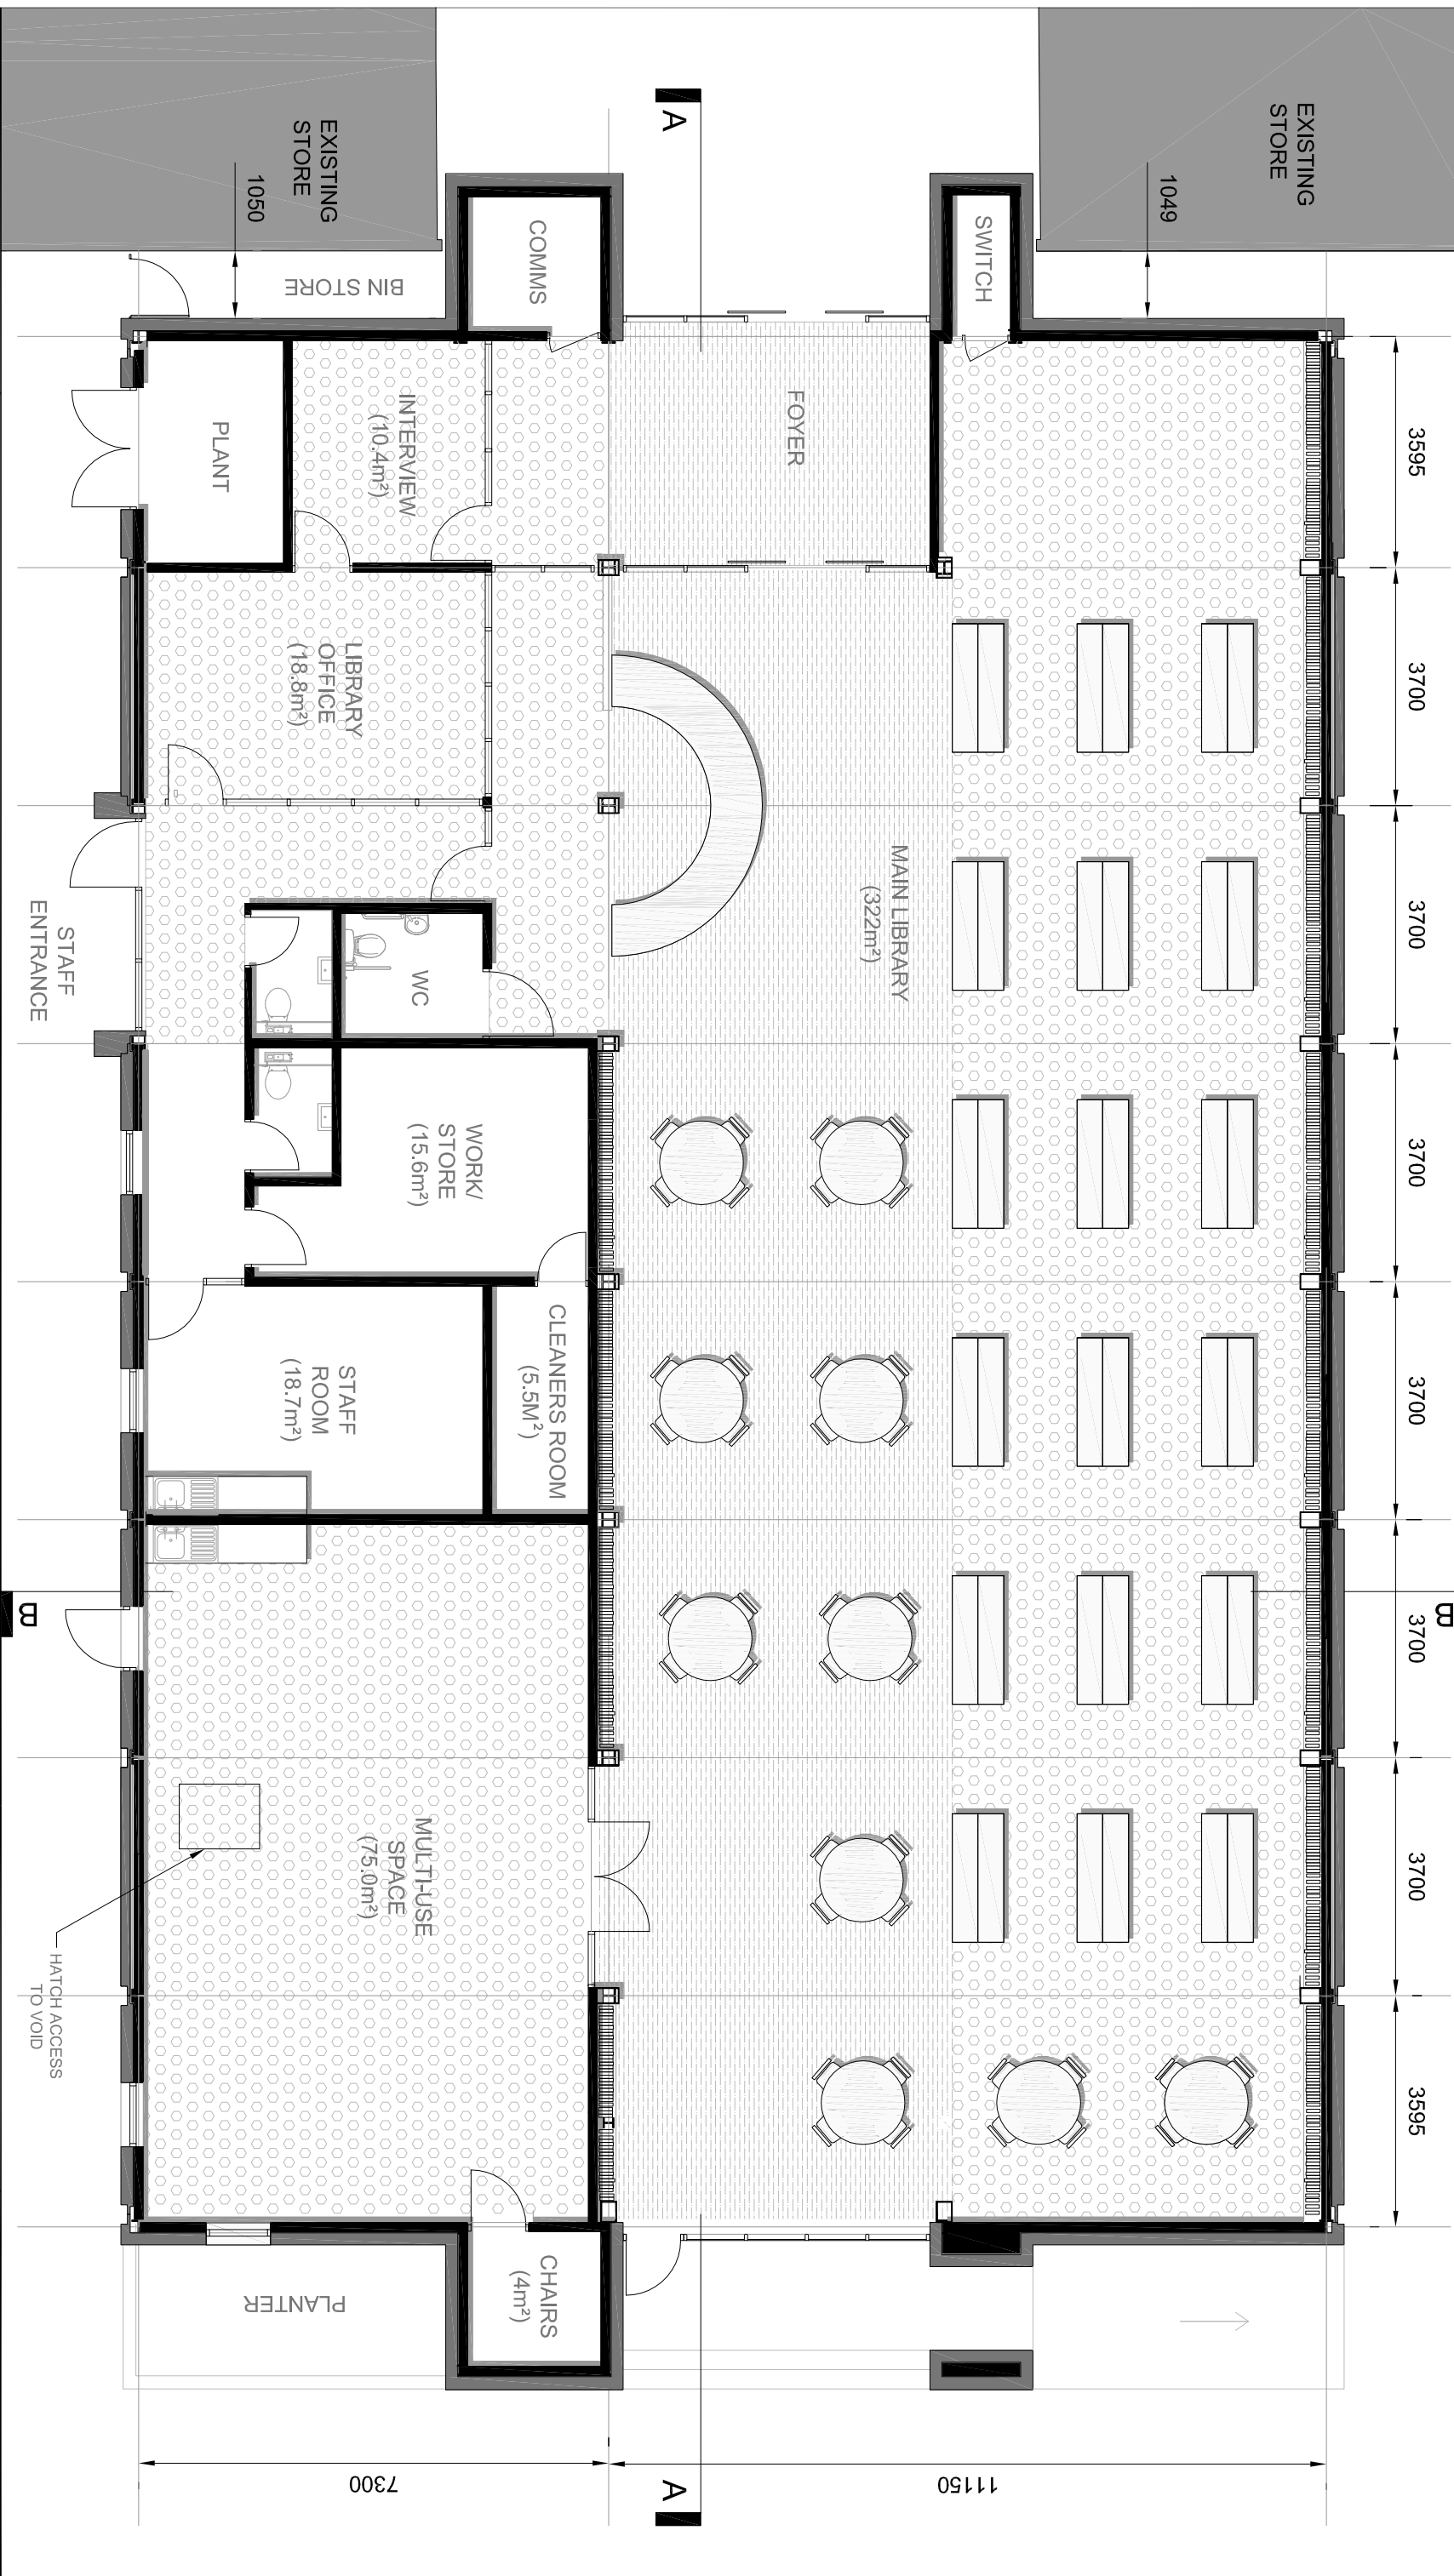 EXISTING
STORE
EXISTING
STORE
1050
1049
A
BIN STORE
COMMS
SWITCH
PLANT
INTERVIEW
(10.4m²)
FOYER
3595
LIBRARY
OFFICE
(18.8m²)
3700
MAIN LIBRARY
(322m²)
3700
STAFF
ENTRANCE
WC
WORK/
STORE
(15.6m²)
3700
STAFF
ROOM
(18.7m²)
CLEANERS ROOM
(5.5M²)
3700
B
B
3700
MULTI-USE
SPACE
(75.0m²)
3700
HATCH ACCESS
TO VOID
3595
PLANTER
CHAIRS
(4m²)
7300
11150
A